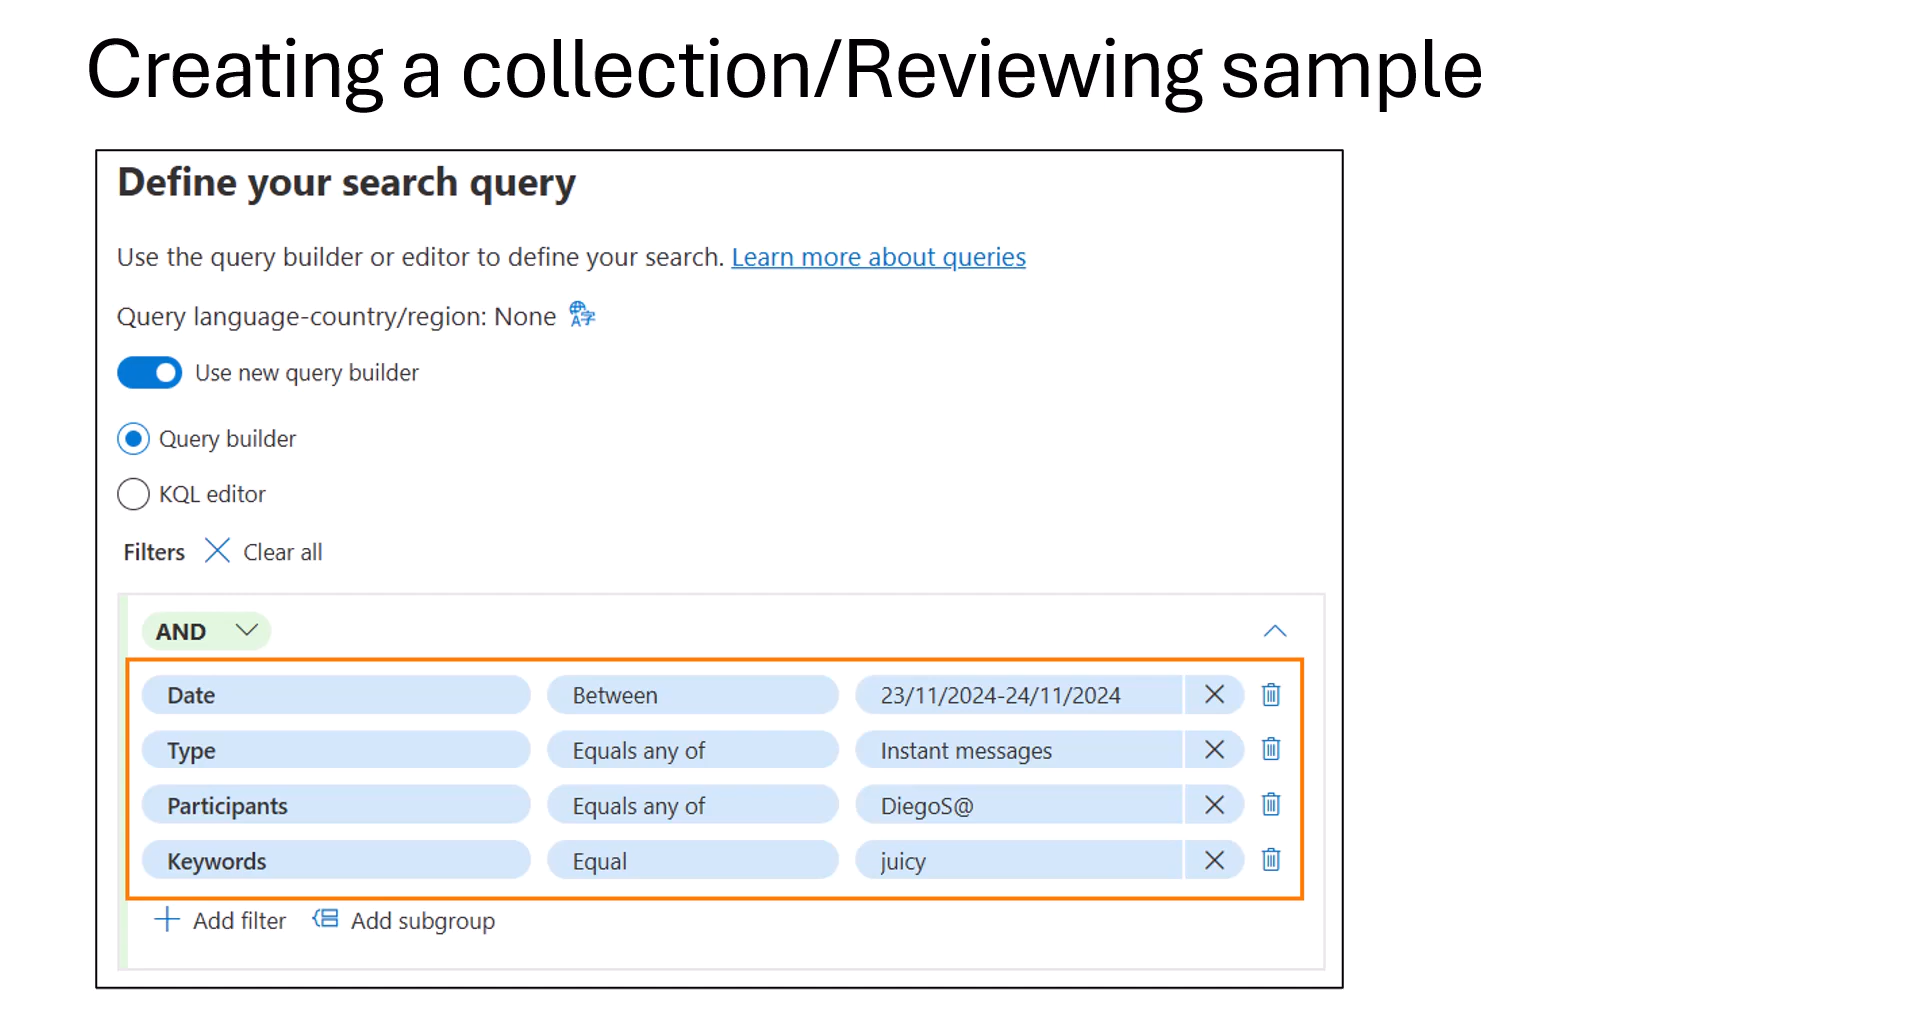 Creating a collection/Reviewing sample
Define your search query
Use the query builder or editor to define your search. Learn more about queries
Query language-country/region: None
Use new query builder
Query builder
KQL editor
Filters Clear all
AND
Date Between 23/11/2024-24/11/2024
Type Equals any of Instant messages
Participants Equals any of DiegoS@
Keywords Equal juicy
Add filter Add subgroup